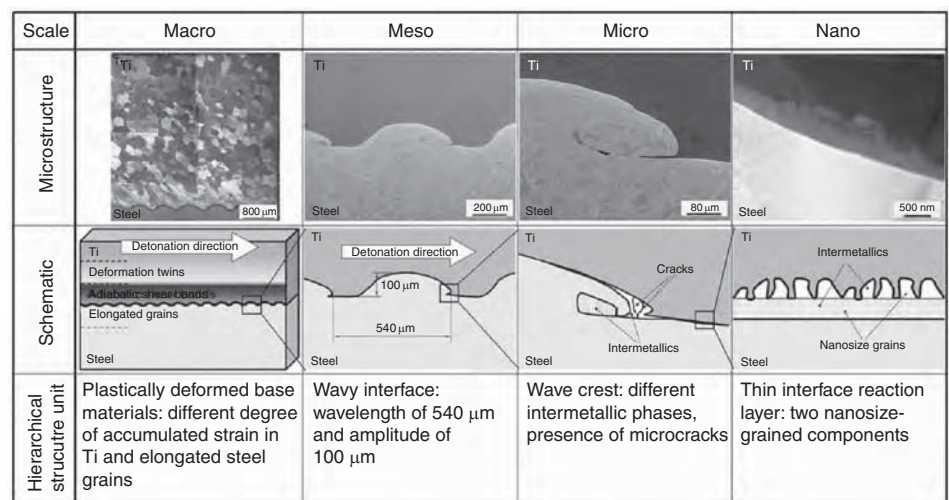 Scale
Macro
Meso
Micro
Nano
Microstructure
Ti
Steel
800 μm
Ti
Steel
200 μm
Ti
Steel
80 μm
Ti
Steel
500 nm
Schematic
Detonation direction
Ti
Deformation twins
Adiabatic shear bands
Elongated grains
Steel
Ti
Detonation direction
100 μm
540 μm
Steel
Ti
Cracks
Intermetallics
Steel
Ti
Intermetallics
Nanosize grains
Steel
Hierarchical
strucutre unit
Plastically deformed base
materials: different degree
of accumulated strain in
Ti and elongated steel
grains
Wavy interface:
wavelength of 540 μm
and amplitude of
100 μm
Wave crest: different
intermetallic phases,
presence of microcracks
Thin interface reaction
layer: two nanosize-
grained components